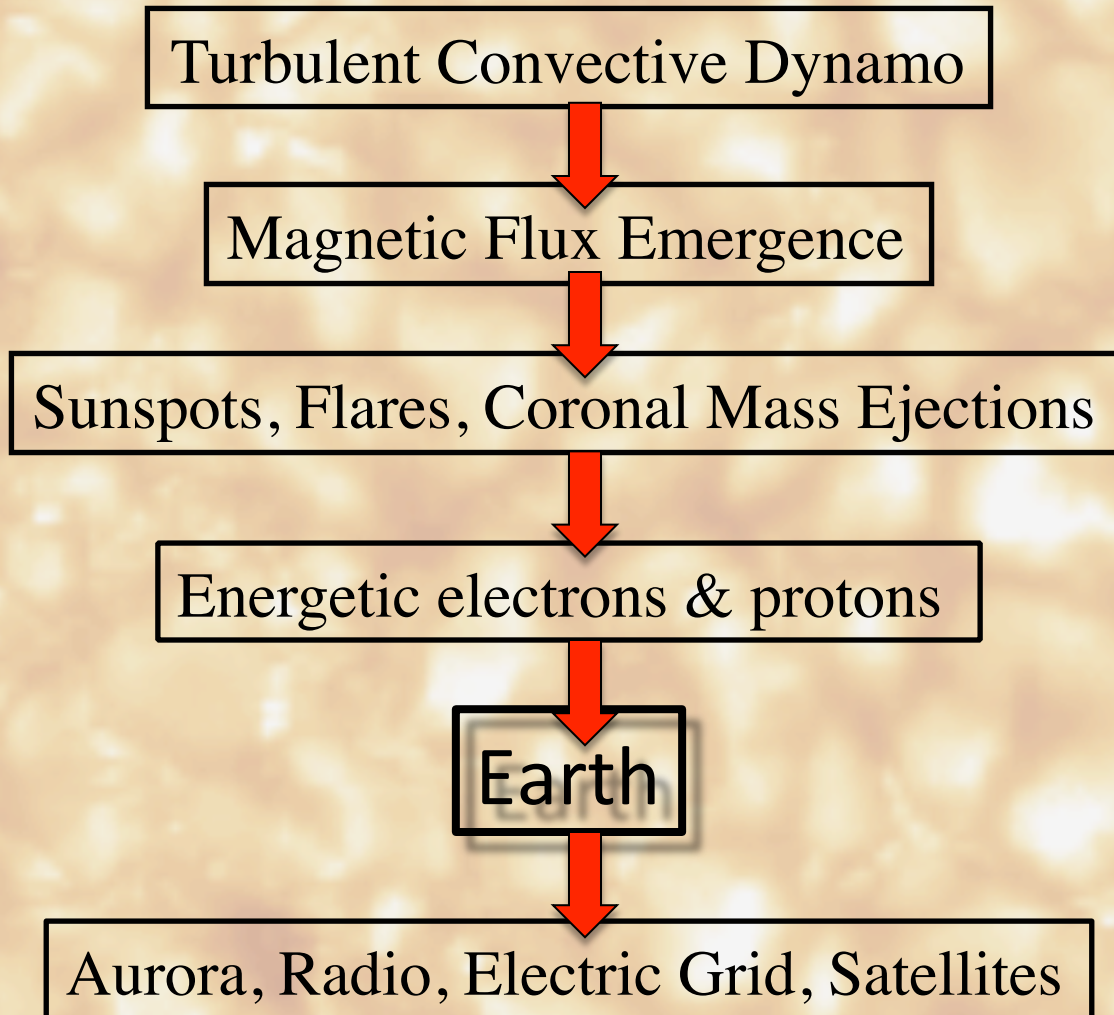 Turbulent Convective Dynamo
Magnetic Flux Emergence
Sunspots, Flares, Coronal Mass Ejections
Energetic electrons & protons
Earth
Aurora, Radio, Electric Grid, Satellites